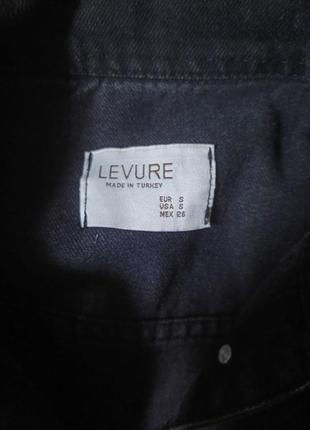 LEVURE
MADE IN TURKEY
EUR S
USA S
MEX 26